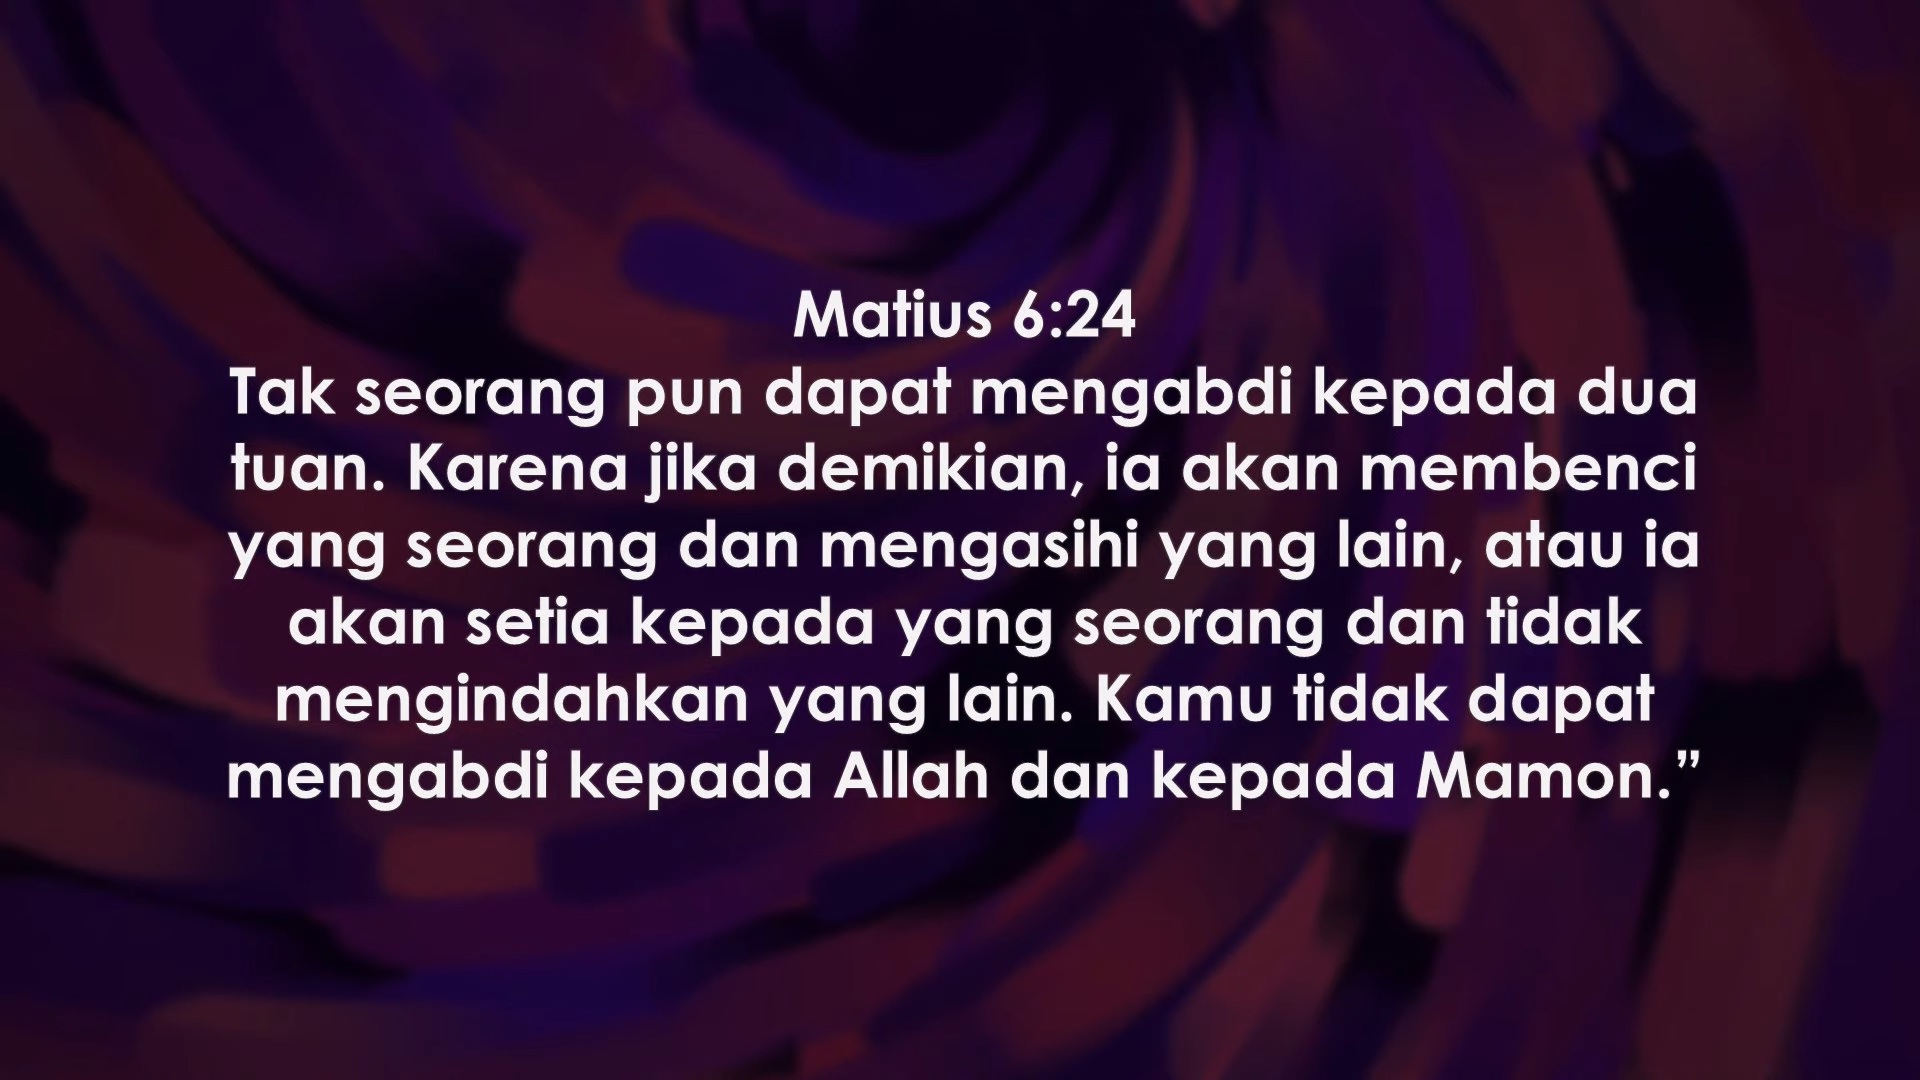 Matius 6:24
Tak seorang pun dapat mengabdi kepada dua
tuan. Karena jika demikian, ia akan membenci
yang seorang dan mengasihi yang lain, atau ia
akan setia kepada yang seorang dan tidak
mengindahkan yang lain. Kamu tidak dapat
mengabdi kepada Allah dan kepada Mamon.”